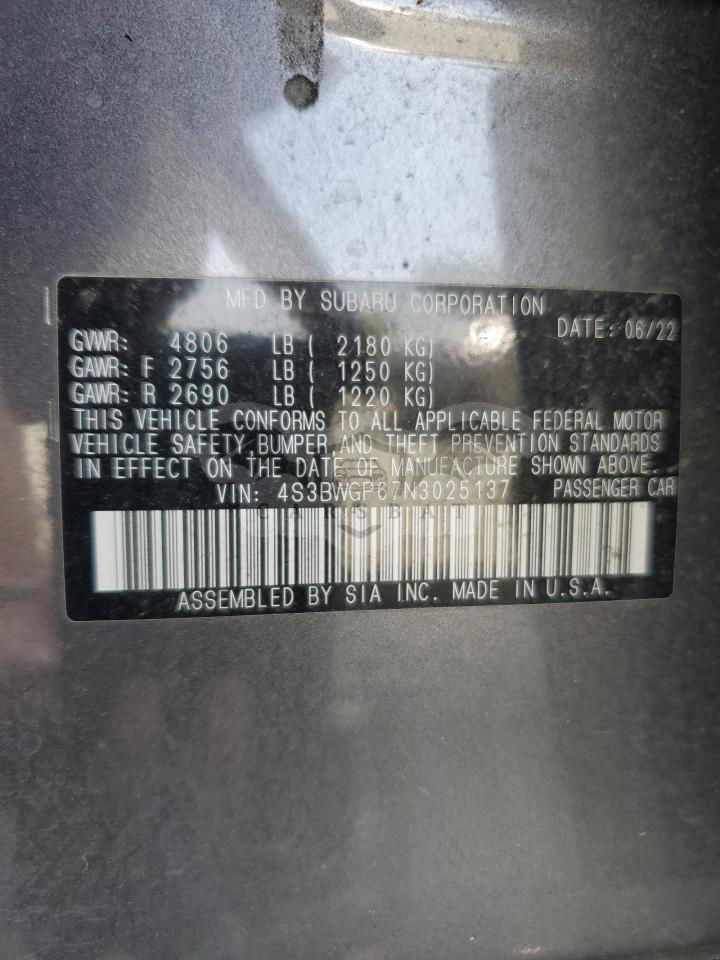 MFD BY SUBARU CORPORATION
DATE: 06/22
GVWR: 4806 LB ( 2180 KG)
GAWR: F 2756 LB ( 1250 KG)
GAWR: R 2690 LB ( 1220 KG)
THIS VEHICLE CONFORMS TO ALL APPLICABLE FEDERAL MOTOR
VEHICLE SAFETY BUMPER, AND THEFT PREVENTION STANDARDS
IN EFFECT ON THE DATE OF MANUFACTURE SHOWN ABOVE.
VIN: 4S3BWGP67N3025137 PASSENGER CAR
ASSEMBLED BY SIA INC. MADE IN U.S.A.